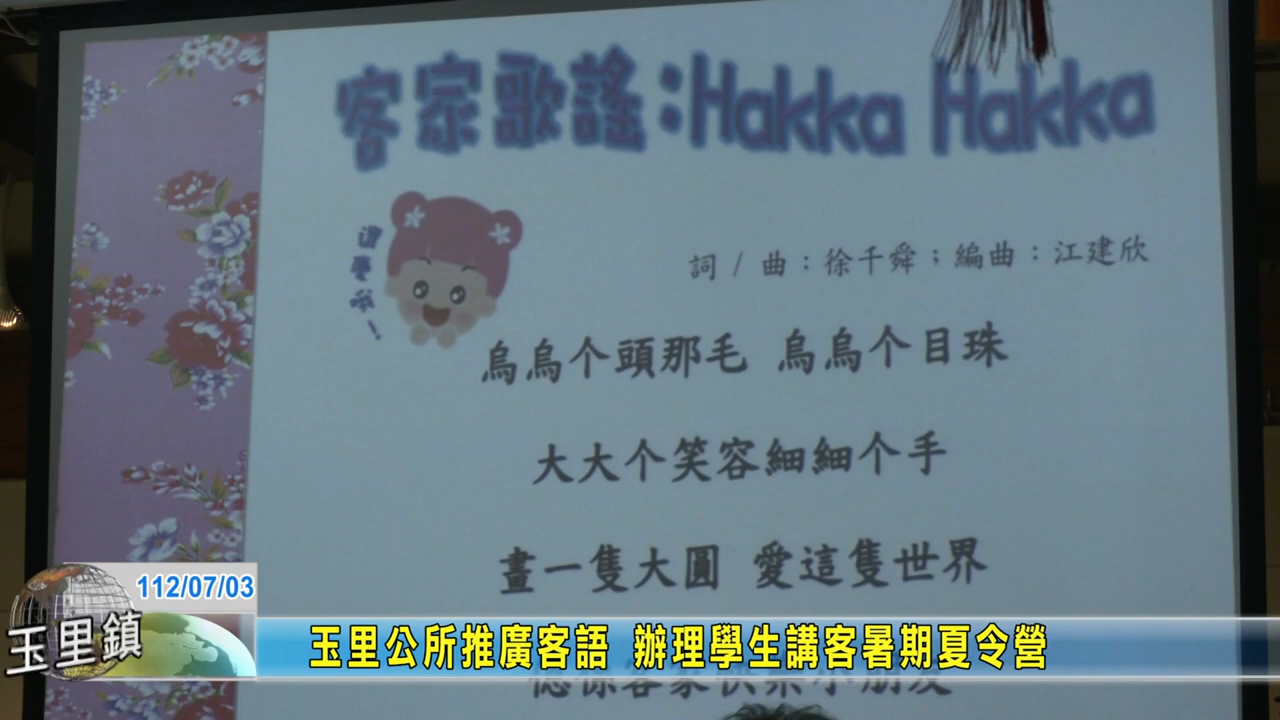 客家歌謠:Hakka Hakka
還要喔！
詞 / 曲：徐千舜；編曲：江建欣
烏烏个頭那毛 烏烏个目珠
大大个笑容細細个手
畫一隻大圓 愛這隻世界
112/07/03
玉里鎮
玉里公所推廣客語 辦理學生講客暑期夏令營